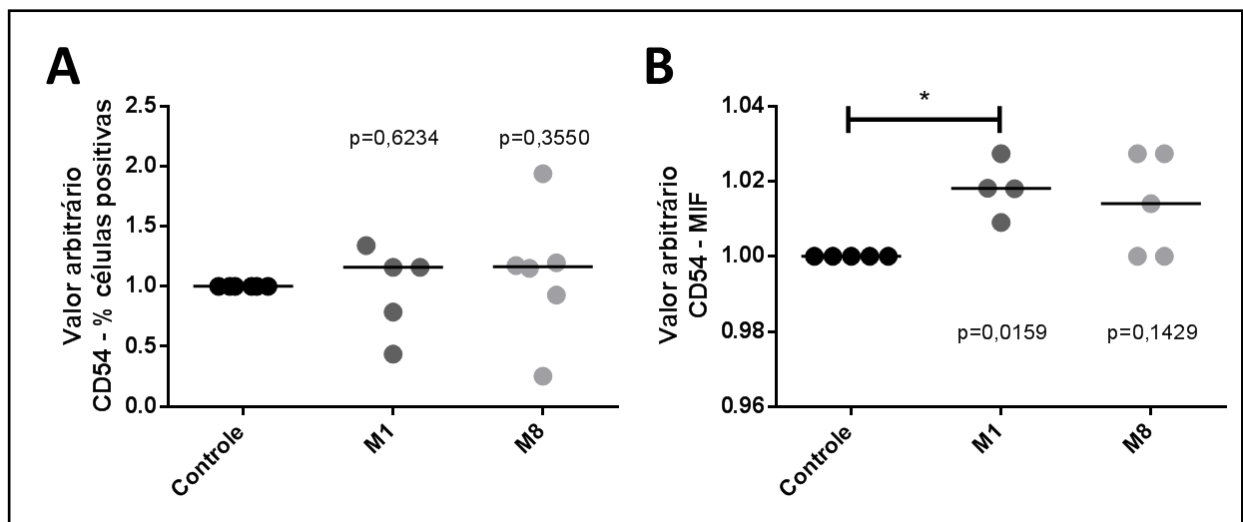 A
Valor arbitrário
CD54 - % células positivas
2.5
2.0
1.5
1.0
0.5
0.0
p=0,6234
p=0,3550
Controle
M1
M8
B
Valor arbitrário
CD54 - MIF
1.04
1.02
1.00
0.98
0.96
*
p=0,0159
p=0,1429
Controle
M1
M8